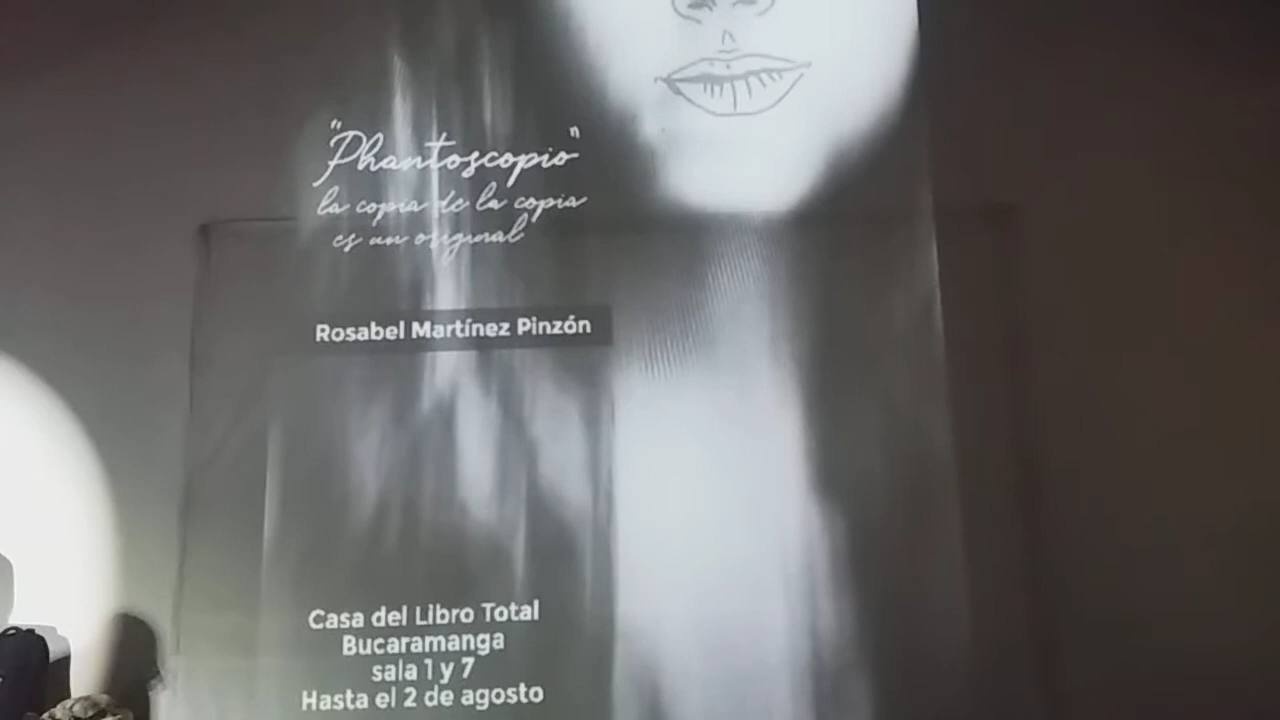 "Phantoscopio"
la copia de la copia
es un original
Rosabel Martínez Pinzón
Casa del Libro Total
Bucaramanga
sala 1 y 7
Hasta el 2 de agosto